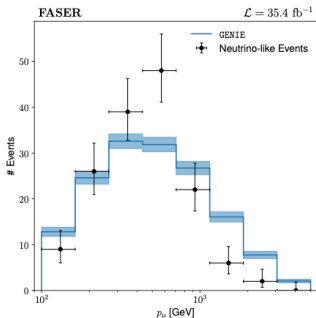 FASER
ℒ = 35.4 fb⁻¹
GENIE
Neutrino-like Events
# Events
50
40
30
20
10
0
10² 10³
pμ [GeV]